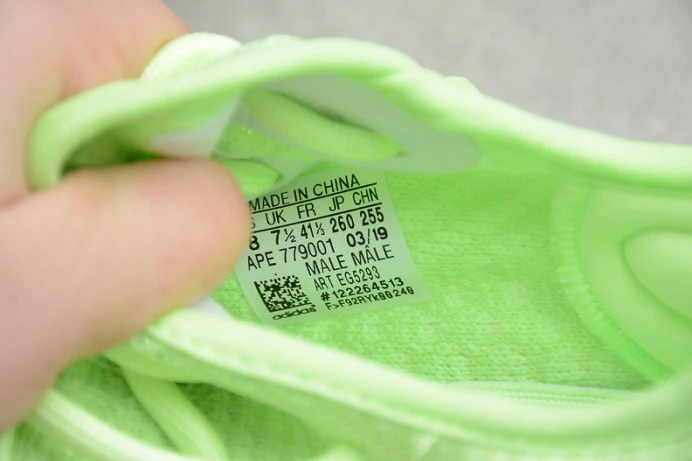 MADE IN CHINA
UK FR JP CHN
8 7½ 41⅓ 260 255
APE 779001 03/19
MALE MÂLE
ART EG5293
#122264513
F>F92RYk00240
adidas